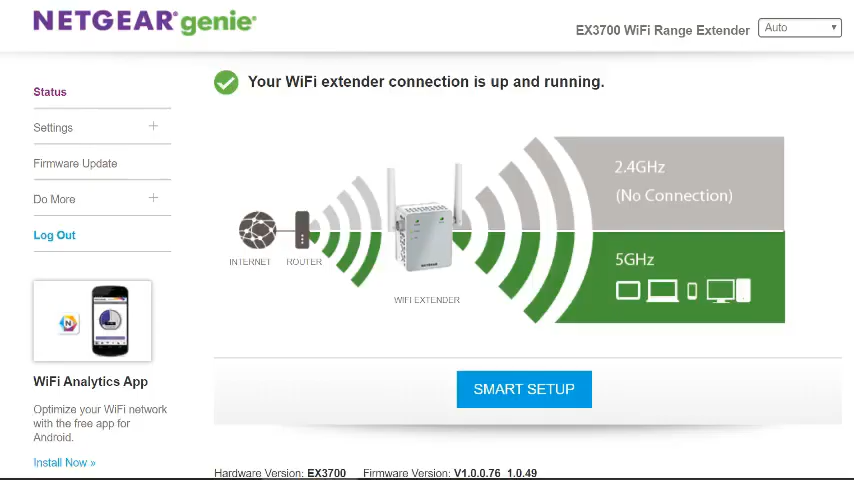 NETGEAR genie
EX3700 WiFi Range Extender
Auto
Status
Settings
Firmware Update
Do More
Log Out
WiFi Analytics App
Optimize your WiFi network
with the free app for
Android.
Install Now »
Your WiFi extender connection is up and running.
2.4GHz
(No Connection)
5GHz
INTERNET
ROUTER
WIFI EXTENDER
SMART SETUP
Hardware Version: EX3700 Firmware Version: V1.0.0.76_1.0.49